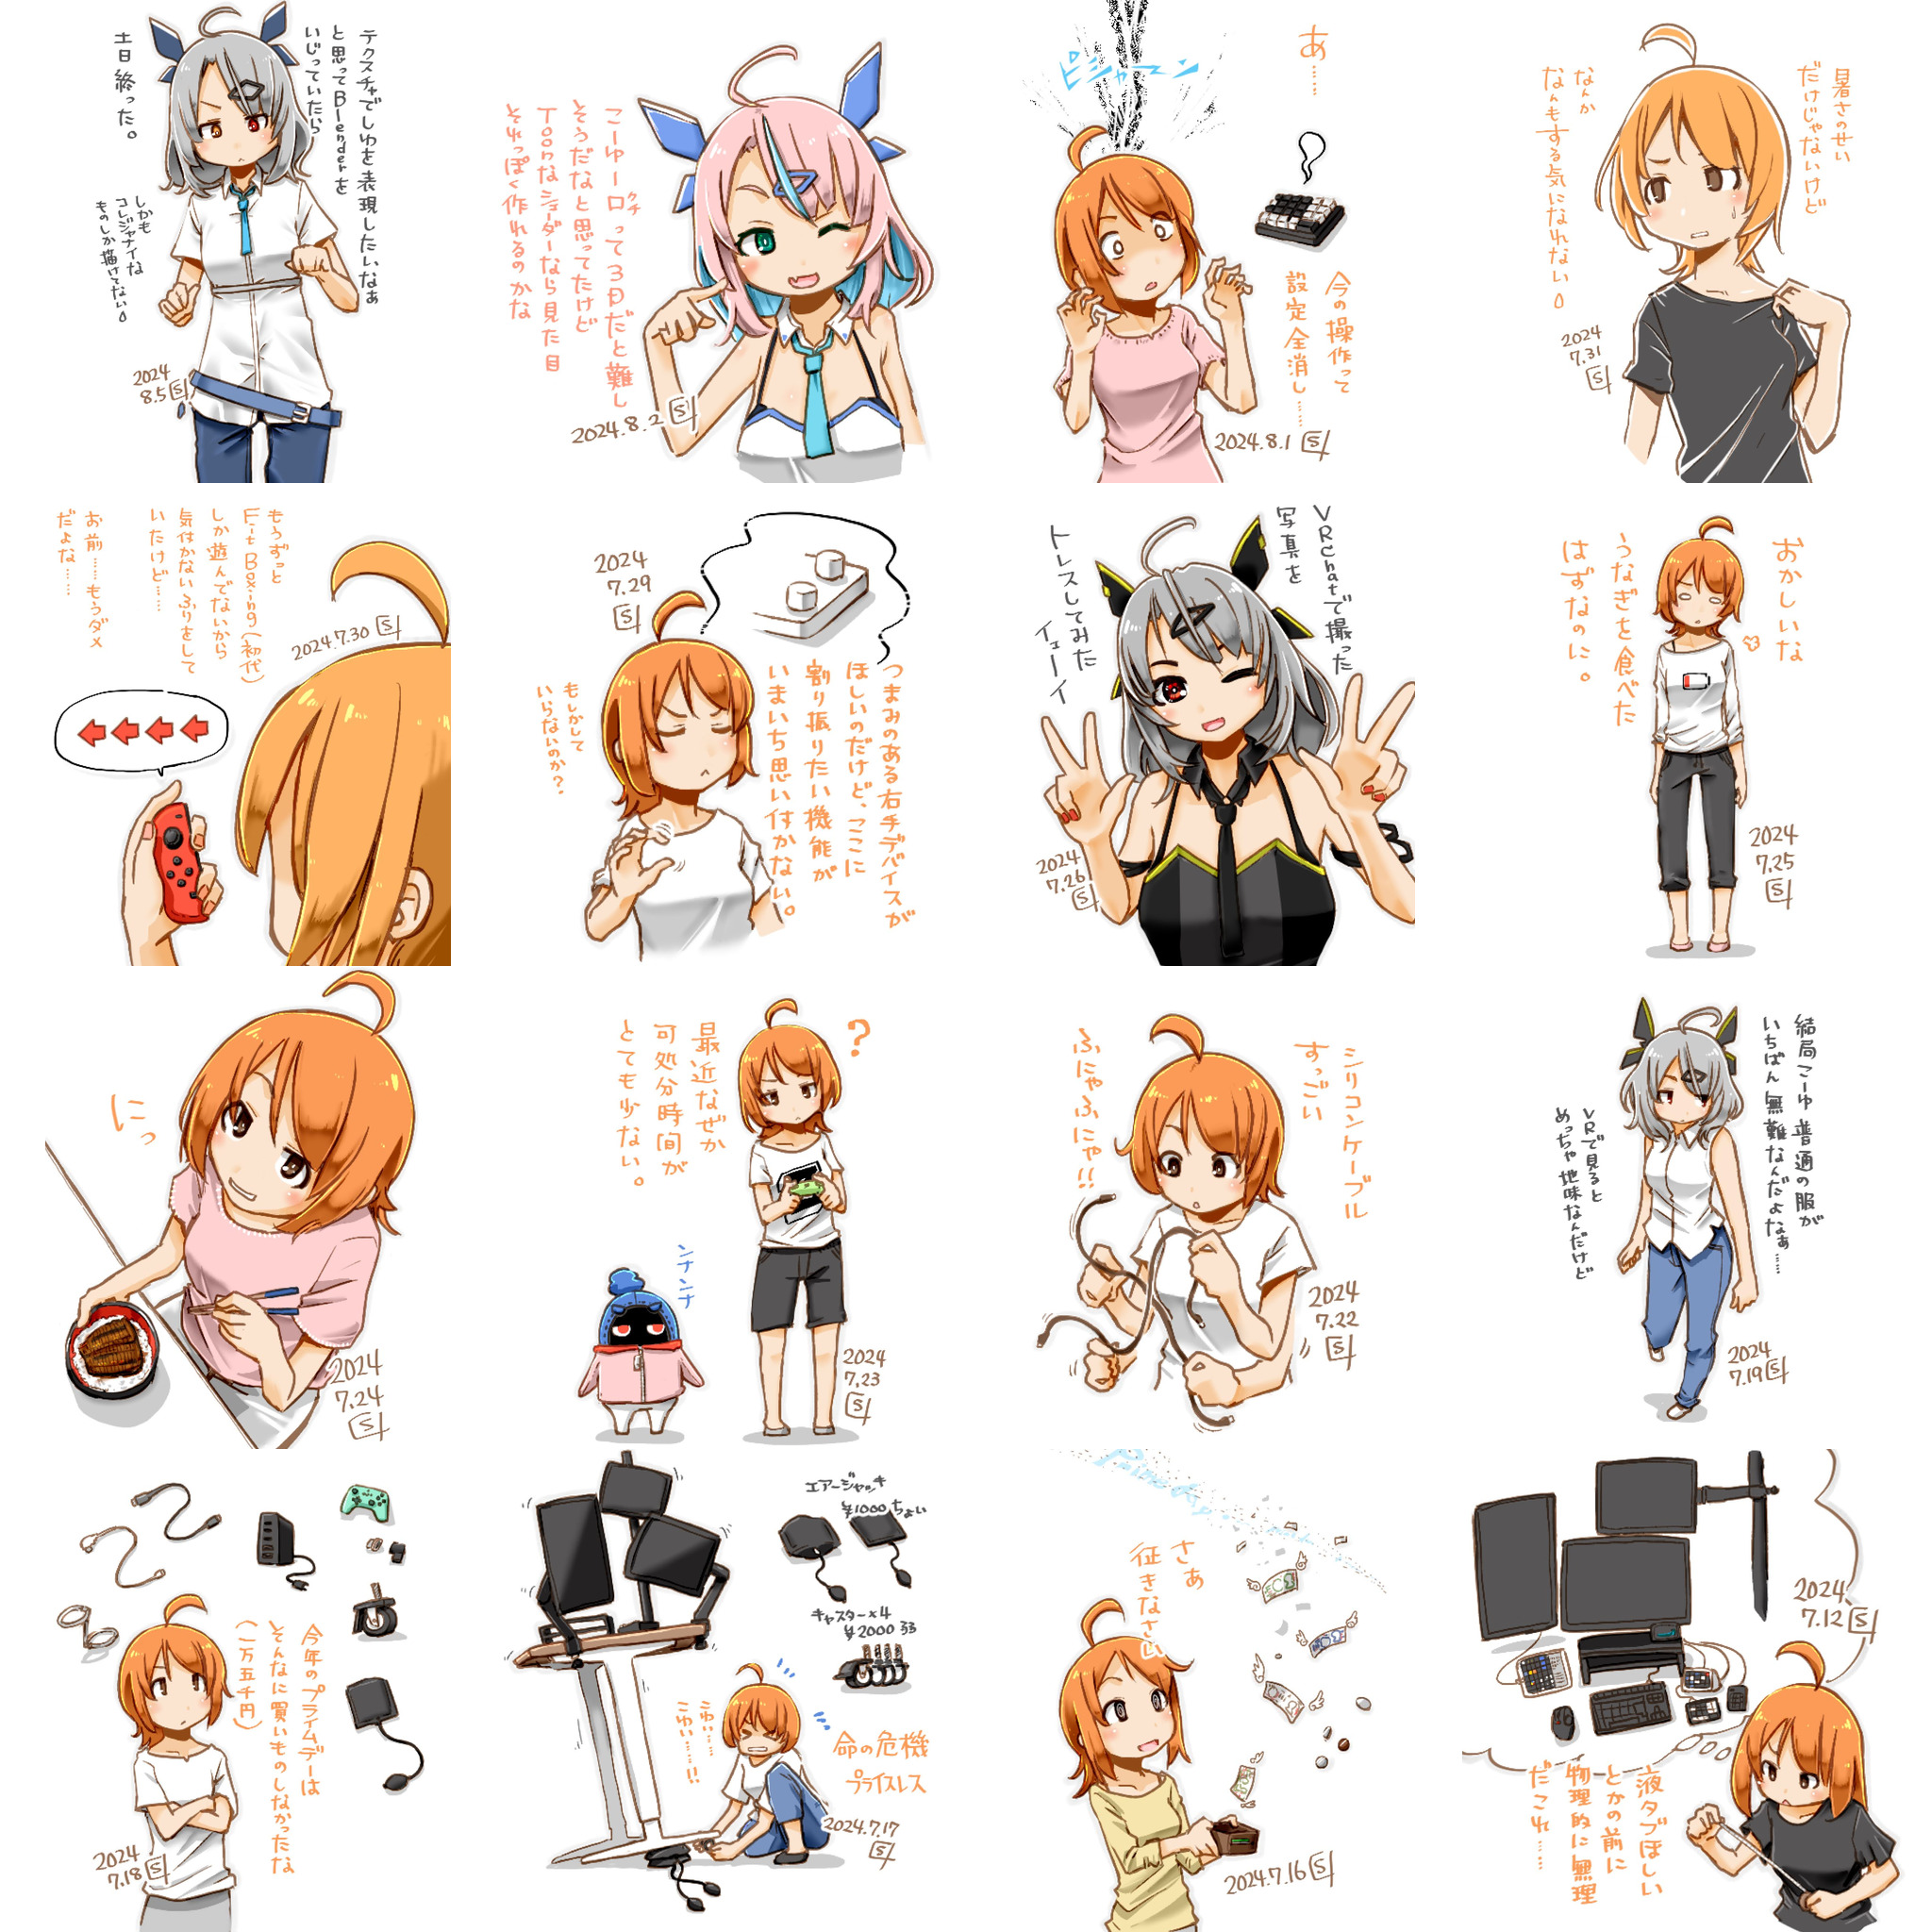 テクスチャでしわを表現したいなぁ
と思ってBlenderを
いじっていたら
土日終った。
しかも
コレジャナイな
ものしか描けてない。
2024
8.5
こーゆー口って3Dだと難し
クチ
そうだなと思ってたけど
Toonなシェーダーなら見た目
それっぽく作れるのかな
2024.8.2
ピシャーン
あ……
今の操作って
設定全消し……
2024.8.1
暑さのせい
だけじゃないけど
なんか
なんもする気になれない。
2024
7.31
もうずっと
Fit Boxing(初代)
しか遊んでないから
気付かないふりをして
いたけど……
お前……もうダメ
だよな……
2024.7.30
2024
7.29
つまみのある右手デバイスが
ほしいのだけど、ここに
割り振りたい機能が
いまいち思い付かない。
もしかして
いらないのか?
VRChatで撮った
写真を
トレスしてみた
イェーイ
2024
7.26
おかしいな
うなぎを食べた
はずなのに。
2024
7.25
にっ
2024
7.24
?
最近なぜか
可処分時間が
とても少ない。
ンナンナ
2024
7.23
シリコンケーブル
すっごい
ふにゃふにゃ!!
2024
7.22
結局こーゆ普通の服が
いちばん無難なんだよなぁ……
VRで見ると
めっちゃ地味なんだけど
2024
7.19
今年のプライムデーは
そんなに買いものしなかったな
(一万五千円)
2024
7.18
エアージャッキ
¥1000ちょい
キャスター×4
¥2000 33
こわい……
こわい……!!
命の危機
プライスレス
2024.7.17
さあ
征きなさい
2024.7.16
2024
7.12
液タブほしい
とかの前に
物理的に無理
だこれ……